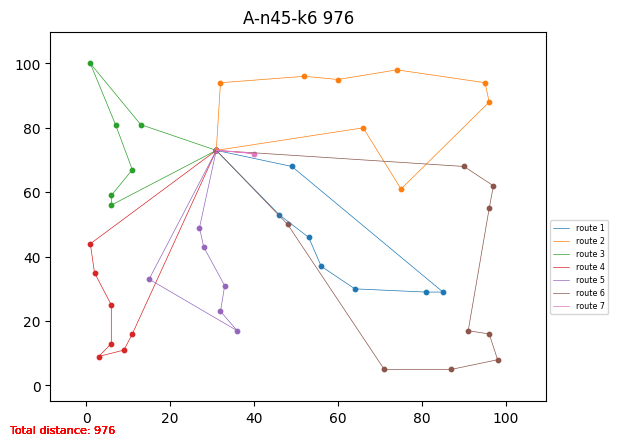 A-n45-k6 976
100
80
60
40
20
0
0 20 40 60 80 100
route 1
route 2
route 3
route 4
route 5
route 6
route 7
Total distance: 976